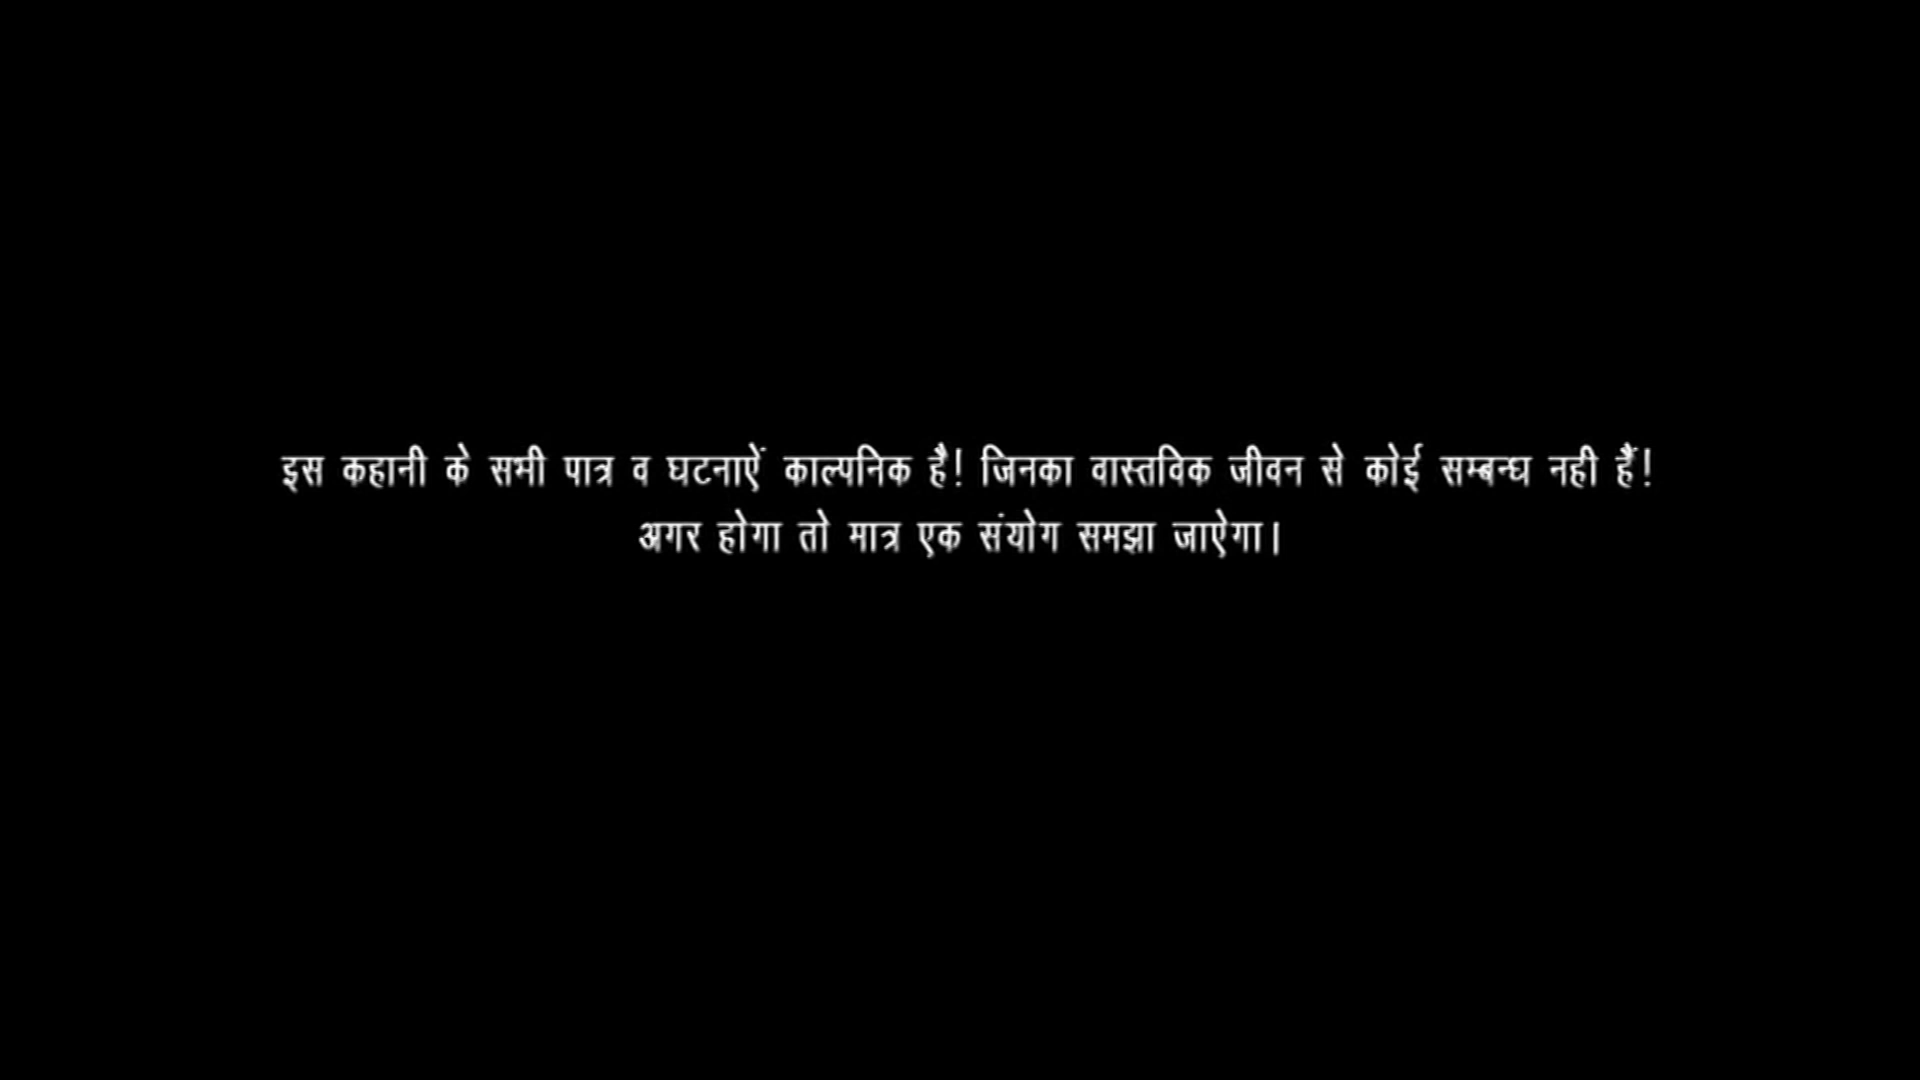 इस कहानी के सभी पात्र व घटनाऐं काल्पनिक है! जिनका वास्तविक जीवन से कोई सम्बन्घ नही हैं!
अगर होगा तो मात्र एक संयोग समझा जाऐगा।